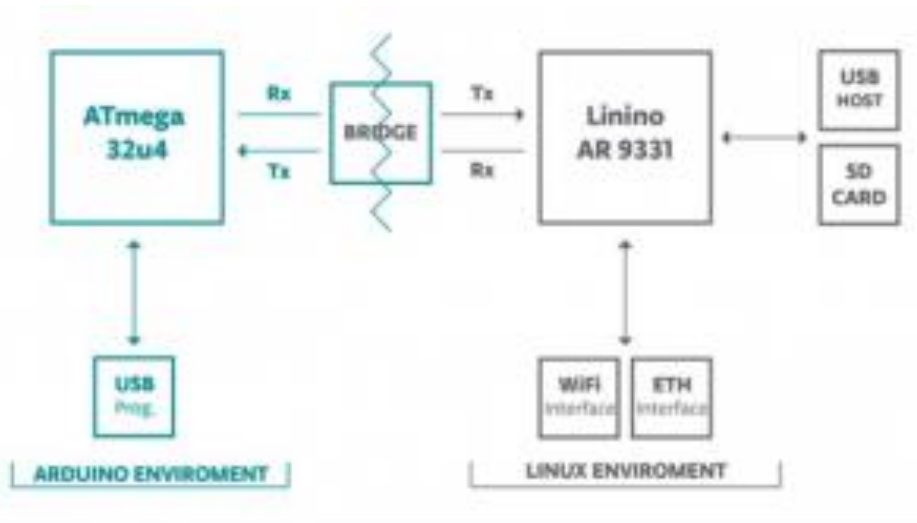 ATmega
32u4
Rx
Tx
BRIDGE
Tx
Rx
Linino
AR 9331
USB
HOST
SD
CARD
USB
Prog.
WiFi
Interface
ETH
Interface
ARDUINO ENVIROMENT
LINUX ENVIROMENT